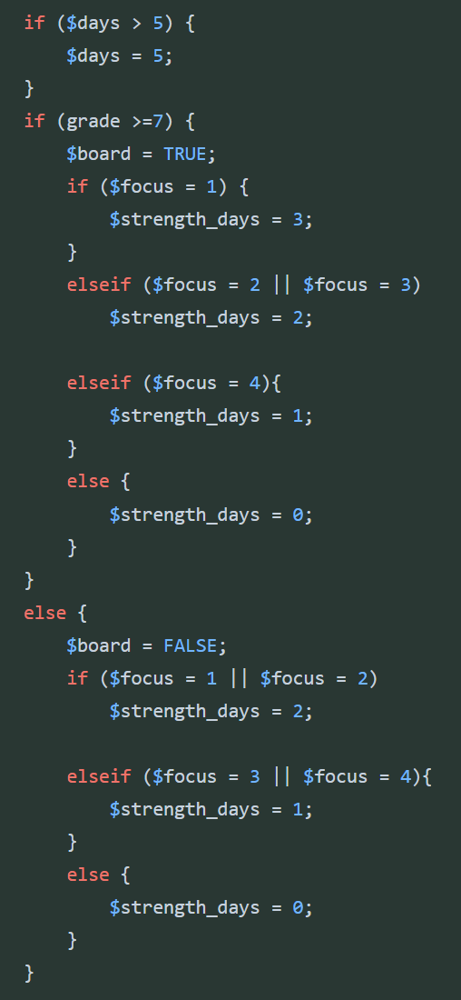 if ($days > 5) {
    $days = 5;
}
if (grade >=7) {
    $board = TRUE;
    if ($focus = 1) {
        $strength_days = 3;
    }
    elseif ($focus = 2 || $focus = 3)
        $strength_days = 2;

    elseif ($focus = 4){
        $strength_days = 1;
    }
    else {
        $strength_days = 0;
    }
}
else {
    $board = FALSE;
    if ($focus = 1 || $focus = 2)
        $strength_days = 2;

    elseif ($focus = 3 || $focus = 4){
        $strength_days = 1;
    }
    else {
        $strength_days = 0;
    }
}